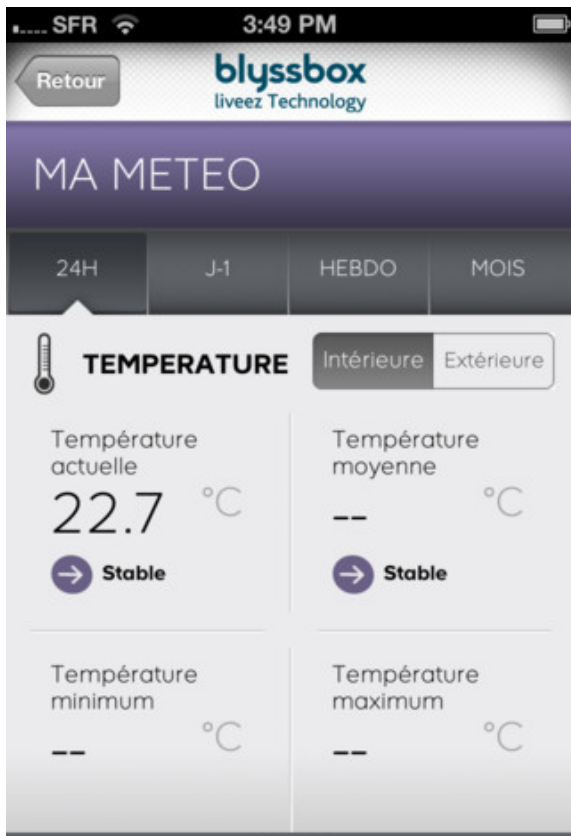 SFR 3:49 PM
Retour
blyssbox
liveez Technology
MA METEO
24H J-1 HEBDO MOIS
TEMPERATURE Intérieure Extérieure
Température Température
actuelle moyenne
22.7 °C -- °C
Stable Stable
Température Température
minimum maximum
-- °C -- °C